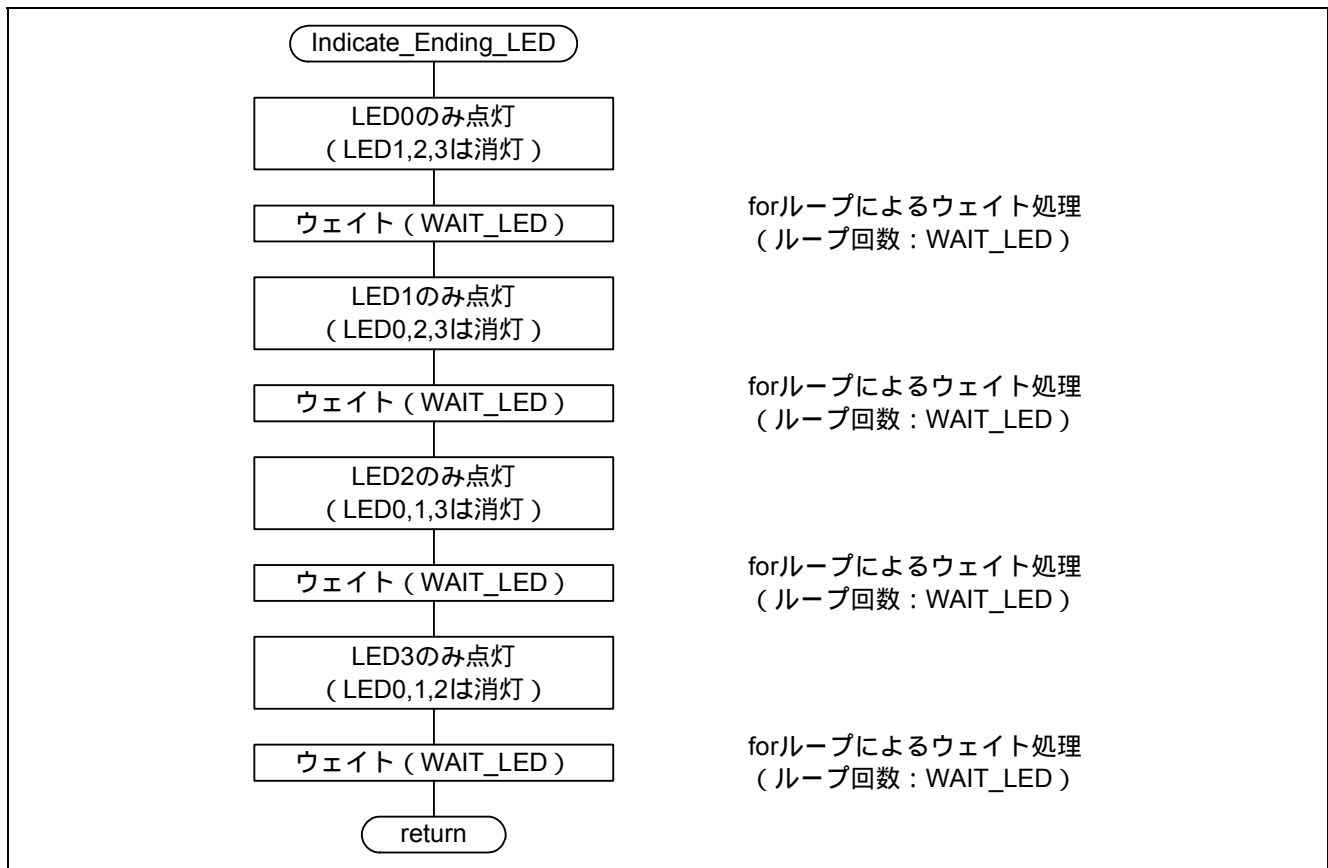 Indicate_Ending_LED
LED0のみ点灯
（LED1,2,3は消灯）
ウェイト（WAIT_LED）
forループによるウェイト処理
（ループ回数：WAIT_LED）
LED1のみ点灯
（LED0,2,3は消灯）
ウェイト（WAIT_LED）
forループによるウェイト処理
（ループ回数：WAIT_LED）
LED2のみ点灯
（LED0,1,3は消灯）
ウェイト（WAIT_LED）
forループによるウェイト処理
（ループ回数：WAIT_LED）
LED3のみ点灯
（LED0,1,2は消灯）
ウェイト（WAIT_LED）
forループによるウェイト処理
（ループ回数：WAIT_LED）
return